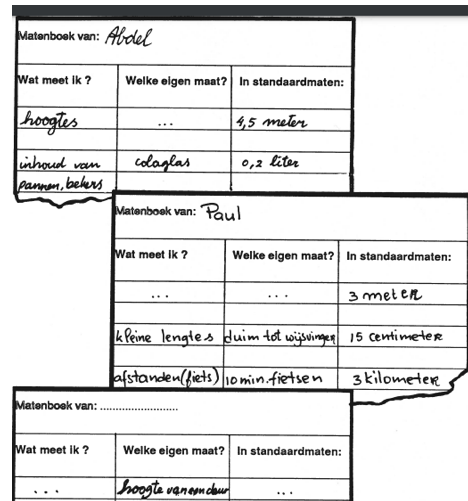 Matenboek van: Abdel
Wat meet ik ? Welke eigen maat? In standaardmaten:
hoogtes ... 4,5 meter
inhoud van colaglas 0,2 liter
pannen, bekers
Matenboek van: Paul
Wat meet ik ? Welke eigen maat? In standaardmaten:
... ... 3 meter
kleine lengtes duim tot wijsvinger 15 centimeter
afstanden (fiets) 10 min. fietsen 3 kilometer
Matenboek van: ..........................
Wat meet ik ? Welke eigen maat? In standaardmaten:
... hoogte van een deur ...